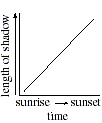 length of shadow
sunrise → sunset
time